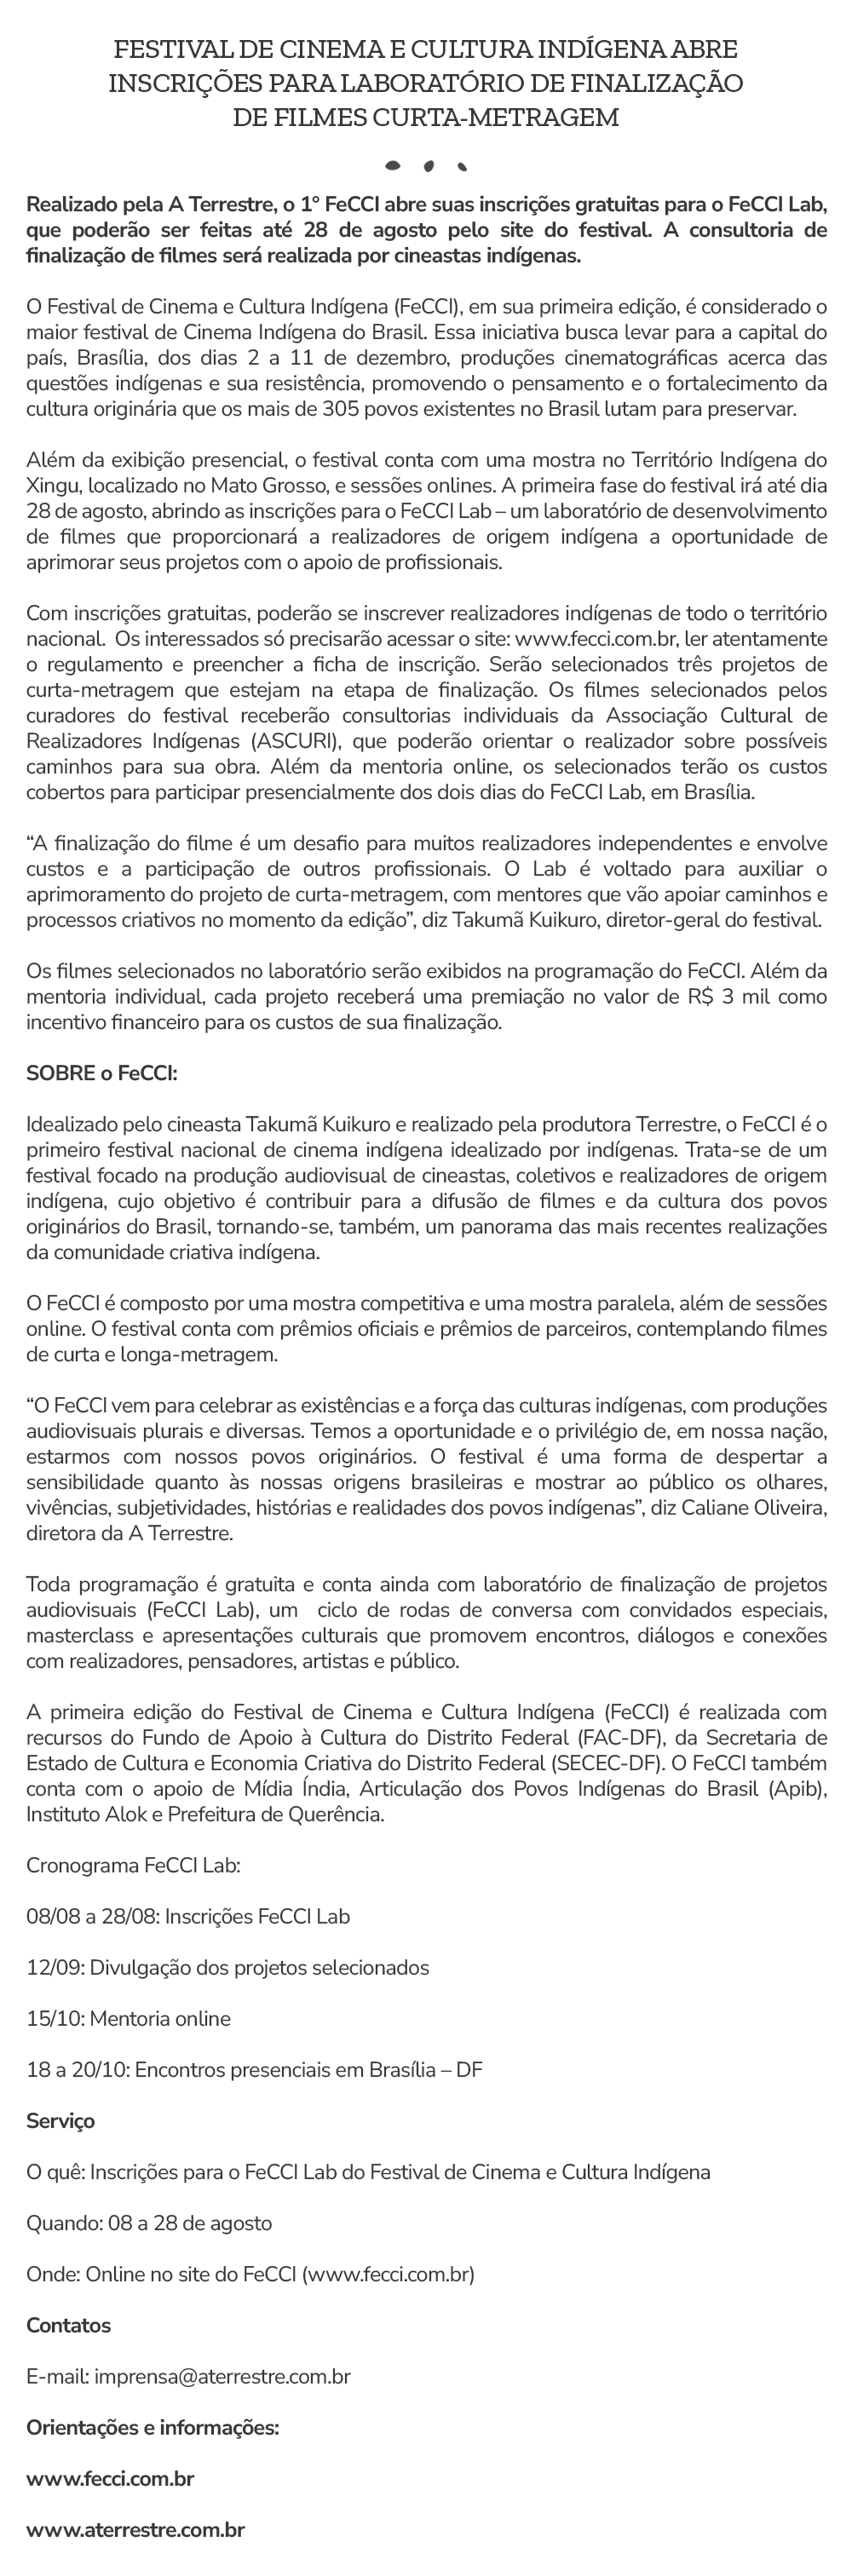 FESTIVAL DE CINEMA E CULTURA INDÍGENA ABRE
INSCRIÇÕES PARA LABORATÓRIO DE FINALIZAÇÃO
DE FILMES CURTA-METRAGEM
Realizado pela A Terrestre, o 1º FeCCI abre suas inscrições gratuitas para o FeCCI Lab,
que poderão ser feitas até 28 de agosto pelo site do festival. A consultoria de
finalização de filmes será realizada por cineastas indígenas.
O Festival de Cinema e Cultura Indígena (FeCCI), em sua primeira edição, é considerado o
maior festival de Cinema Indígena do Brasil. Essa iniciativa busca levar para a capital do
país, Brasília, dos dias 2 a 11 de dezembro, produções cinematográficas acerca das
questões indígenas e sua resistência, promovendo o pensamento e o fortalecimento da
cultura originária que os mais de 305 povos existentes no Brasil lutam para preservar.
Além da exibição presencial, o festival conta com uma mostra no Território Indígena do
Xingu, localizado no Mato Grosso, e sessões onlines. A primeira fase do festival irá até dia
28 de agosto, abrindo as inscrições para o FeCCI Lab – um laboratório de desenvolvimento
de filmes que proporcionará a realizadores de origem indígena a oportunidade de
aprimorar seus projetos com o apoio de profissionais.
Com inscrições gratuitas, poderão se inscrever realizadores indígenas de todo o território
nacional.  Os interessados só precisarão acessar o site: www.fecci.com.br, ler atentamente
o regulamento e preencher a ficha de inscrição. Serão selecionados três projetos de
curta-metragem que estejam na etapa de finalização. Os filmes selecionados pelos
curadores do festival receberão consultorias individuais da Associação Cultural de
Realizadores Indígenas (ASCURI), que poderão orientar o realizador sobre possíveis
caminhos para sua obra. Além da mentoria online, os selecionados terão os custos
cobertos para participar presencialmente dos dois dias do FeCCI Lab, em Brasília.
“A finalização do filme é um desafio para muitos realizadores independentes e envolve
custos e a participação de outros profissionais. O Lab é voltado para auxiliar o
aprimoramento do projeto de curta-metragem, com mentores que vão apoiar caminhos e
processos criativos no momento da edição”, diz Takumã Kuikuro, diretor-geral do festival.
Os filmes selecionados no laboratório serão exibidos na programação do FeCCI. Além da
mentoria individual, cada projeto receberá uma premiação no valor de R$ 3 mil como
incentivo financeiro para os custos de sua finalização.
SOBRE o FeCCI:
Idealizado pelo cineasta Takumã Kuikuro e realizado pela produtora Terrestre, o FeCCI é o
primeiro festival nacional de cinema indígena idealizado por indígenas. Trata-se de um
festival focado na produção audiovisual de cineastas, coletivos e realizadores de origem
indígena, cujo objetivo é contribuir para a difusão de filmes e da cultura dos povos
originários do Brasil, tornando-se, também, um panorama das mais recentes realizações
da comunidade criativa indígena.
O FeCCI é composto por uma mostra competitiva e uma mostra paralela, além de sessões
online. O festival conta com prêmios oficiais e prêmios de parceiros, contemplando filmes
de curta e longa-metragem.
“O FeCCI vem para celebrar as existências e a força das culturas indígenas, com produções
audiovisuais plurais e diversas. Temos a oportunidade e o privilégio de, em nossa nação,
estarmos com nossos povos originários. O festival é uma forma de despertar a
sensibilidade quanto às nossas origens brasileiras e mostrar ao público os olhares,
vivências, subjetividades, histórias e realidades dos povos indígenas”, diz Caliane Oliveira,
diretora da A Terrestre.
Toda programação é gratuita e conta ainda com laboratório de finalização de projetos
audiovisuais (FeCCI Lab), um  ciclo de rodas de conversa com convidados especiais,
masterclass e apresentações culturais que promovem encontros, diálogos e conexões
com realizadores, pensadores, artistas e público.
A primeira edição do Festival de Cinema e Cultura Indígena (FeCCI) é realizada com
recursos do Fundo de Apoio à Cultura do Distrito Federal (FAC-DF), da Secretaria de
Estado de Cultura e Economia Criativa do Distrito Federal (SECEC-DF). O FeCCI também
conta com o apoio de Mídia Índia, Articulação dos Povos Indígenas do Brasil (Apib),
Instituto Alok e Prefeitura de Querência.
Cronograma FeCCI Lab:
08/08 a 28/08: Inscrições FeCCI Lab
12/09: Divulgação dos projetos selecionados
15/10: Mentoria online
18 a 20/10: Encontros presenciais em Brasília – DF
Serviço
O quê: Inscrições para o FeCCI Lab do Festival de Cinema e Cultura Indígena
Quando: 08 a 28 de agosto
Onde: Online no site do FeCCI (www.fecci.com.br)
Contatos
E-mail: imprensa@aterrestre.com.br
Orientações e informações:
www.fecci.com.br
www.aterrestre.com.br